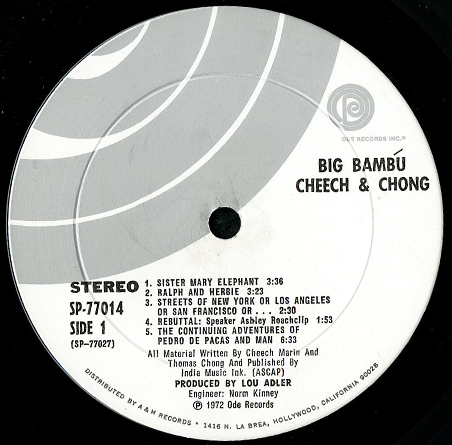 ODE RECORDS INC.®
BIG BAMBÚ
CHEECH & CHONG
STEREO
SP-77014
SIDE 1
(SP-77027)
1. SISTER MARY ELEPHANT 3:36
2. RALPH AND HERBIE 3:23
3. STREETS OF NEW YORK OR LOS ANGELES
OR SAN FRANCISCO OR . . . 2:30
4. REBUTTAL: Speaker Ashley Roachclip 1:53
5. THE CONTINUING ADVENTURES OF
PEDRO DE PACAS AND MAN 6:33
All Material Written By Cheech Marin and
Thomas Chong And Published By
India Music Ink. (ASCAP)
PRODUCED BY LOU ADLER
Engineer: Norm Kinney
℗ 1972 Ode Records
DISTRIBUTED BY A & M RECORDS • 1416 N. LA BREA, HOLLYWOOD, CALIFORNIA 90028